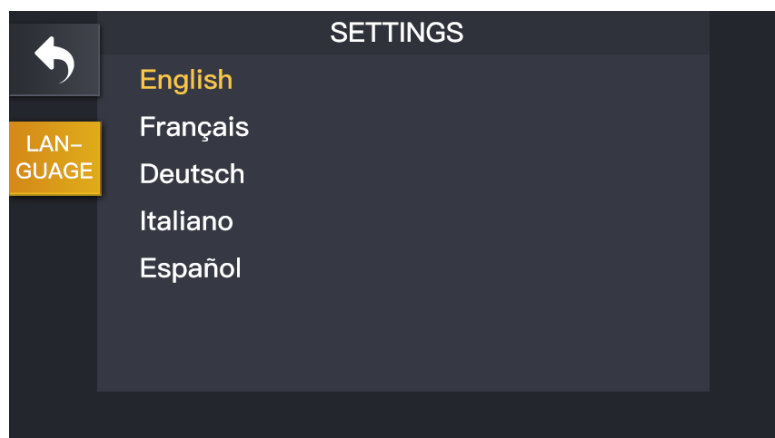 SETTINGS
English
Français
LAN-
GUAGE
Deutsch
Italiano
Español